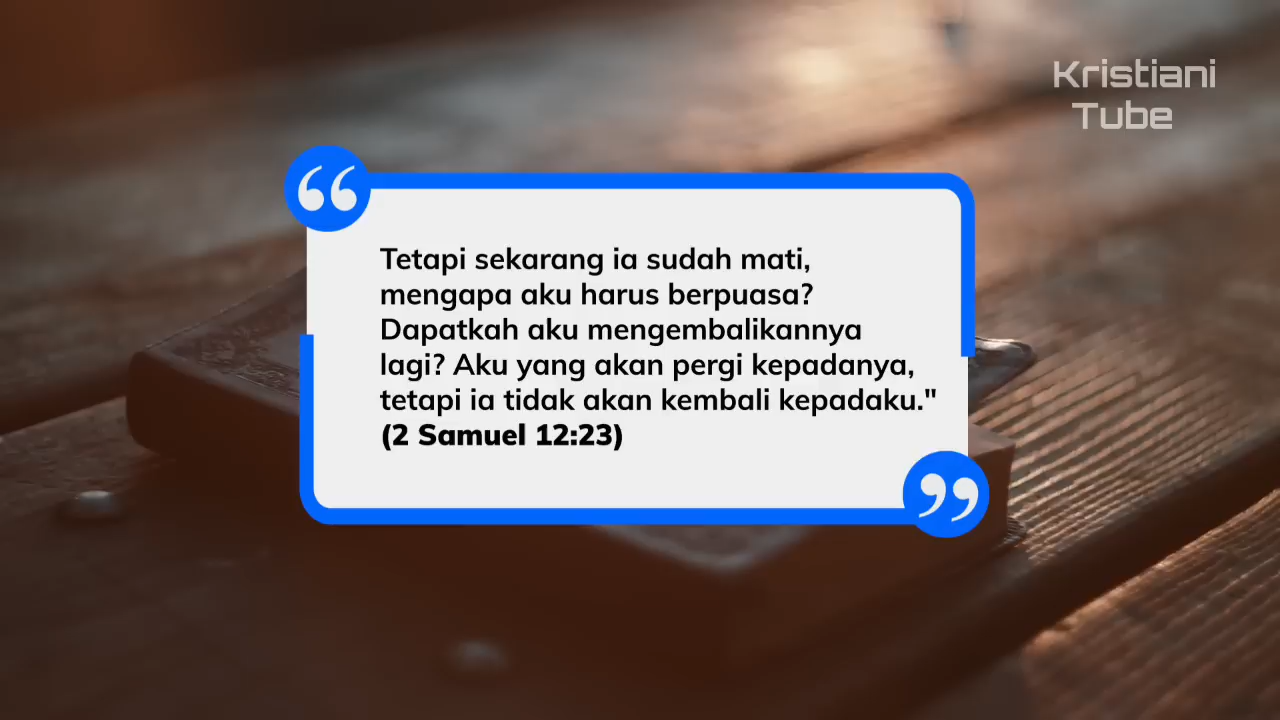 Kristiani
Tube
“
Tetapi sekarang ia sudah mati,
mengapa aku harus berpuasa?
Dapatkah aku mengembalikannya
lagi? Aku yang akan pergi kepadanya,
tetapi ia tidak akan kembali kepadaku."
(2 Samuel 12:23)
”